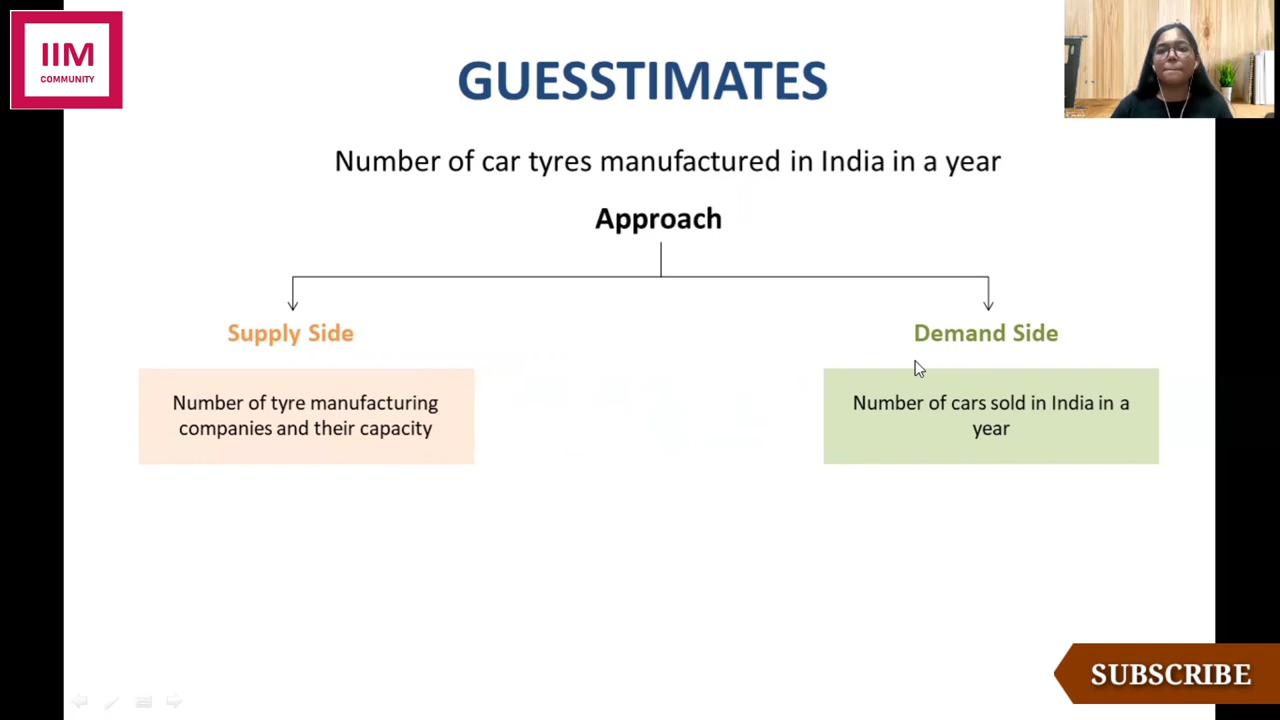 IIM
COMMUNITY
GUESSTIMATES
Number of car tyres manufactured in India in a year
Approach
Supply Side
Demand Side
Number of tyre manufacturing
companies and their capacity
Number of cars sold in India in a
year
SUBSCRIBE